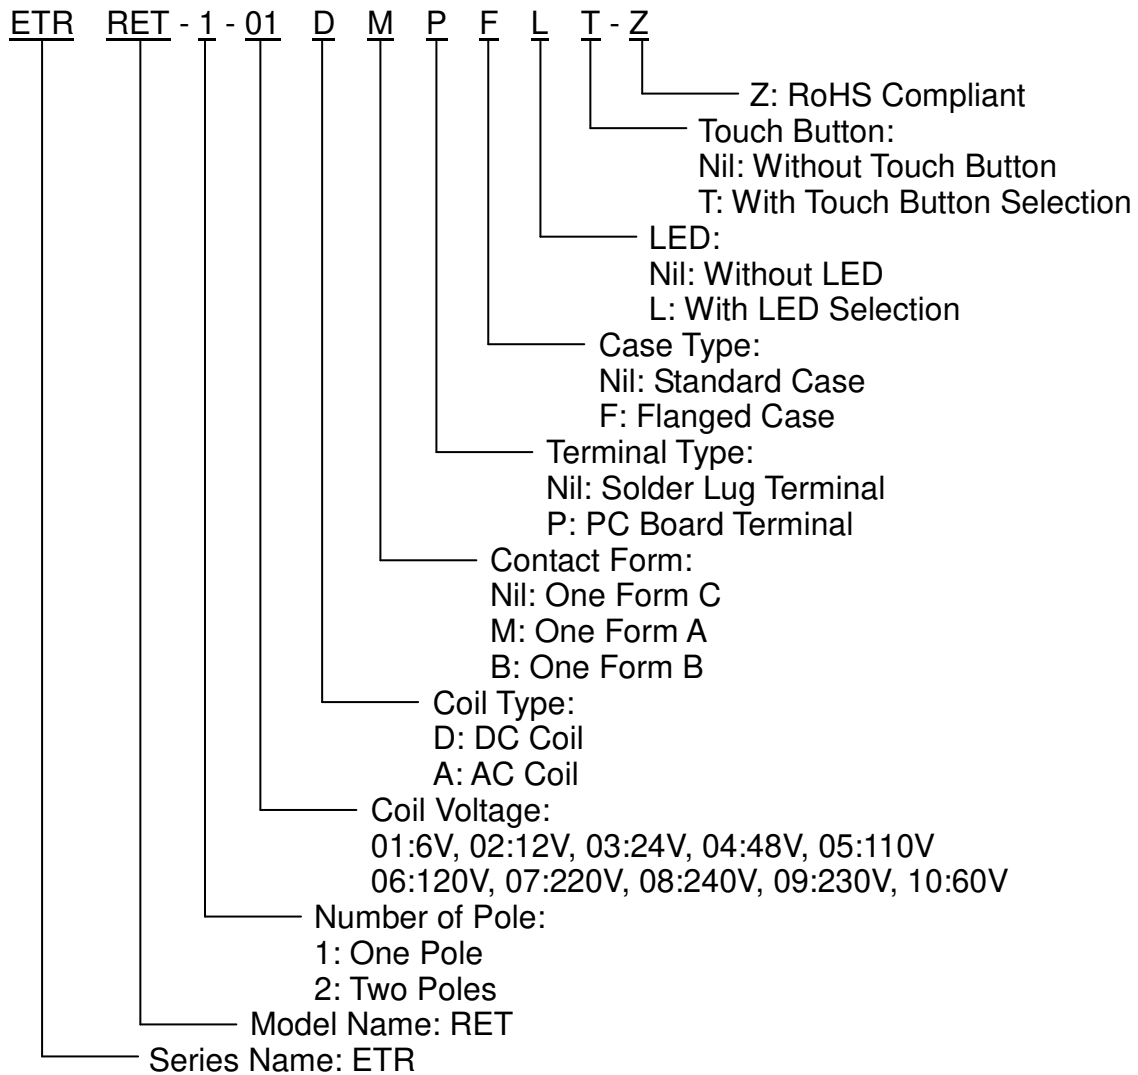 ETR RET - 1 - 01 D M P F L T - Z
Z: RoHS Compliant
Touch Button:
Nil: Without Touch Button
T: With Touch Button Selection
LED:
Nil: Without LED
L: With LED Selection
Case Type:
Nil: Standard Case
F: Flanged Case
Terminal Type:
Nil: Solder Lug Terminal
P: PC Board Terminal
Contact Form:
Nil: One Form C
M: One Form A
B: One Form B
Coil Type:
D: DC Coil
A: AC Coil
Coil Voltage:
01:6V, 02:12V, 03:24V, 04:48V, 05:110V
06:120V, 07:220V, 08:240V, 09:230V, 10:60V
Number of Pole:
1: One Pole
2: Two Poles
Model Name: RET
Series Name: ETR